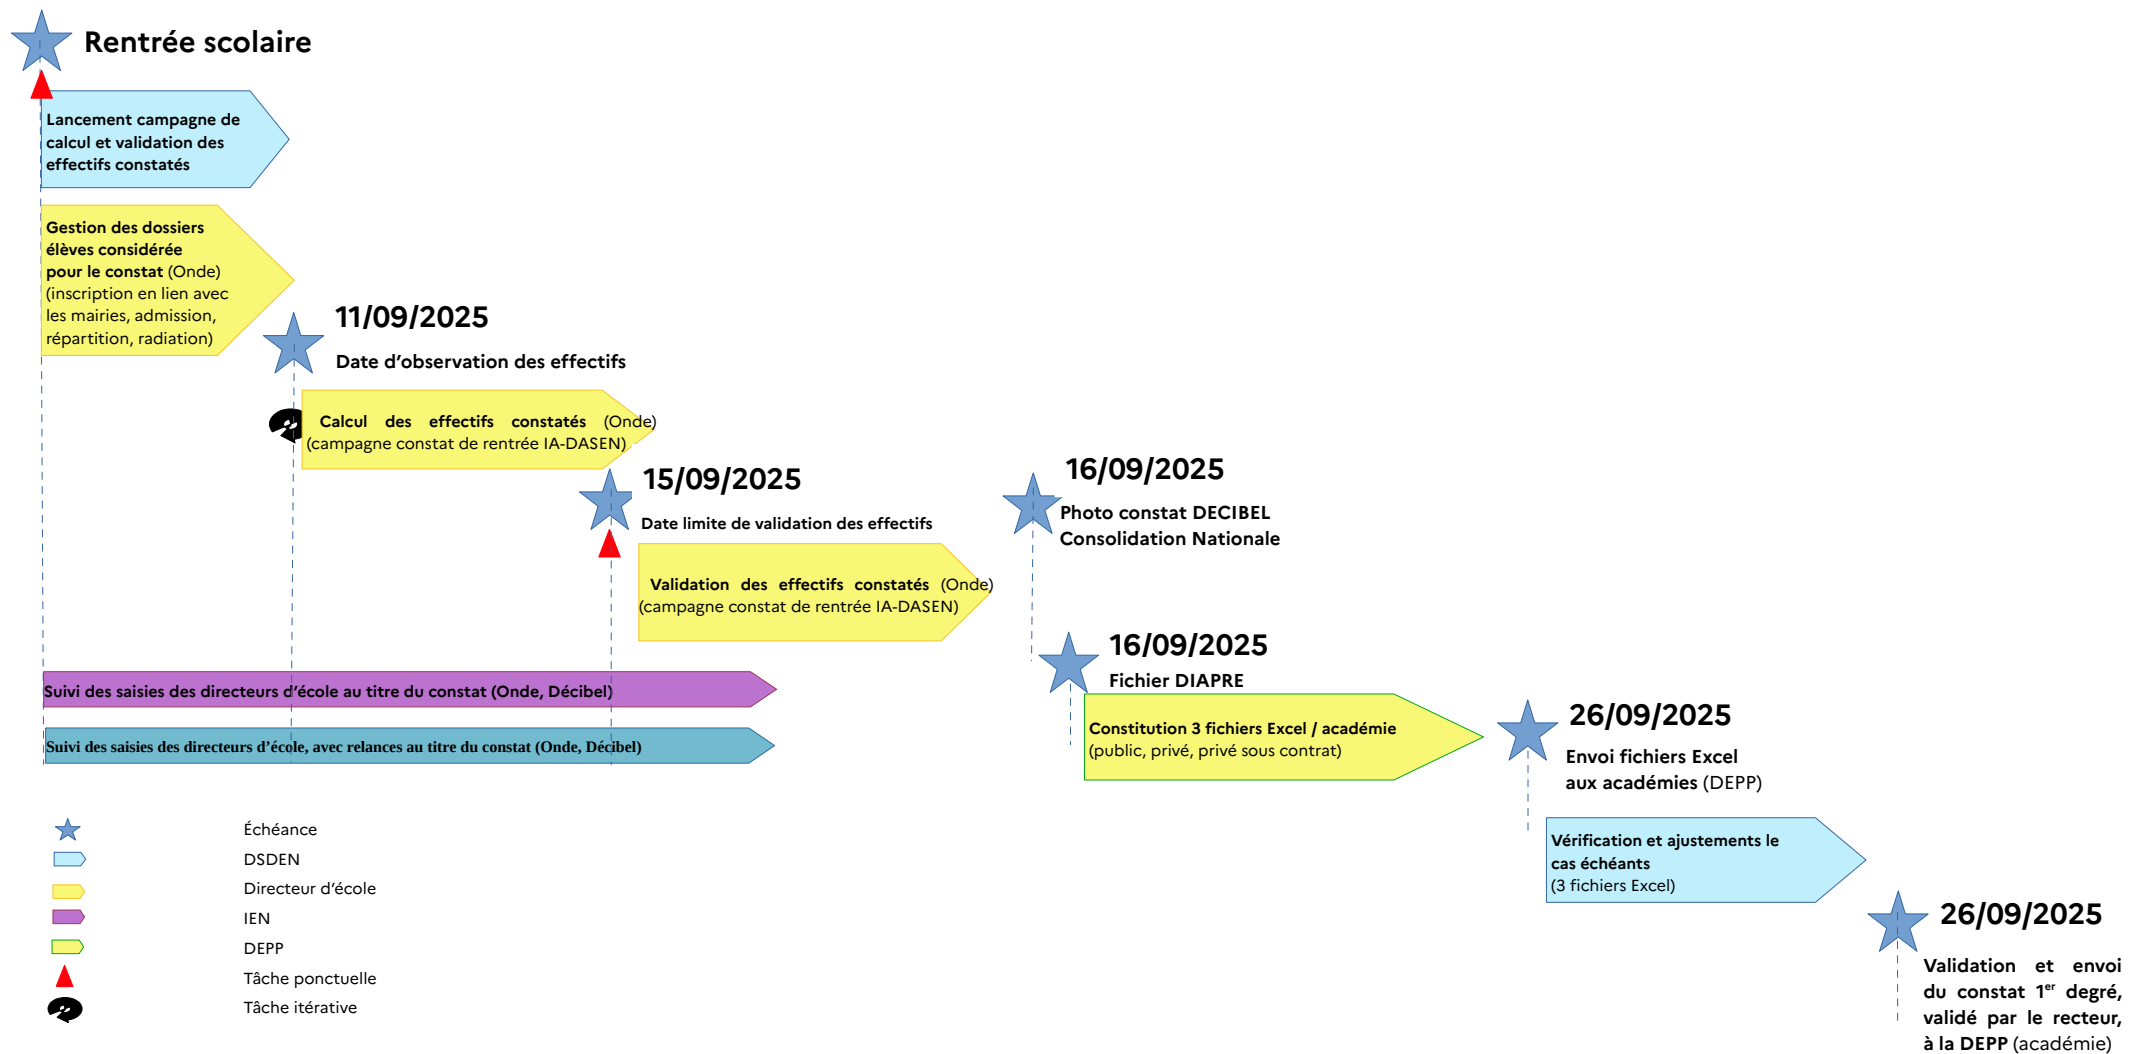 Rentrée scolaire
Lancement campagne de
calcul et validation des
effectifs constatés
Gestion des dossiers
élèves considérée
pour le constat (Onde)
(inscription en lien avec
les mairies, admission,
répartition, radiation)
11/09/2025
Date d’observation des effectifs
Calcul des effectifs constatés (Onde)
(campagne constat de rentrée IA-DASEN)
15/09/2025
Date limite de validation des effectifs
Validation des effectifs constatés (Onde)
(campagne constat de rentrée IA-DASEN)
16/09/2025
Photo constat DECIBEL
Consolidation Nationale
16/09/2025
Fichier DIAPRE
Constitution 3 fichiers Excel / académie
(public, privé, privé sous contrat)
Suivi des saisies des directeurs d’école au titre du constat (Onde, Décibel)
Suivi des saisies des directeurs d’école, avec relances au titre du constat (Onde, Décibel)
26/09/2025
Envoi fichiers Excel
aux académies (DEPP)
Vérification et ajustements le
cas échéants
(3 fichiers Excel)
26/09/2025
Validation et envoi
du constat 1er degré,
validé par le recteur,
à la DEPP (académie)
Échéance
DSDEN
Directeur d’école
IEN
DEPP
Tâche ponctuelle
Tâche itérative